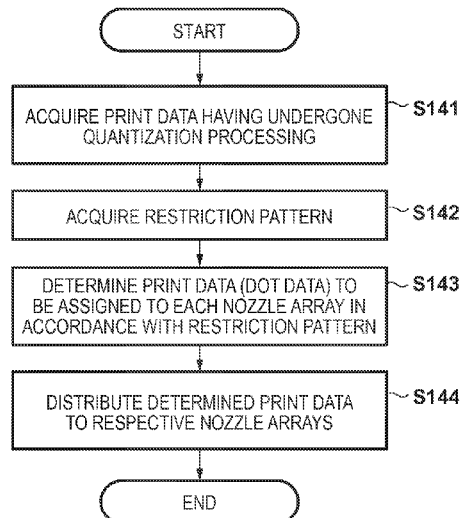 START
ACQUIRE PRINT DATA HAVING UNDERGONE
QUANTIZATION PROCESSING
S141
ACQUIRE RESTRICTION PATTERN
S142
DETERMINE PRINT DATA (DOT DATA) TO
BE ASSIGNED TO EACH NOZZLE ARRAY IN
ACCORDANCE WITH RESTRICTION PATTERN
S143
DISTRIBUTE DETERMINED PRINT DATA
TO RESPECTIVE NOZZLE ARRAYS
S144
END